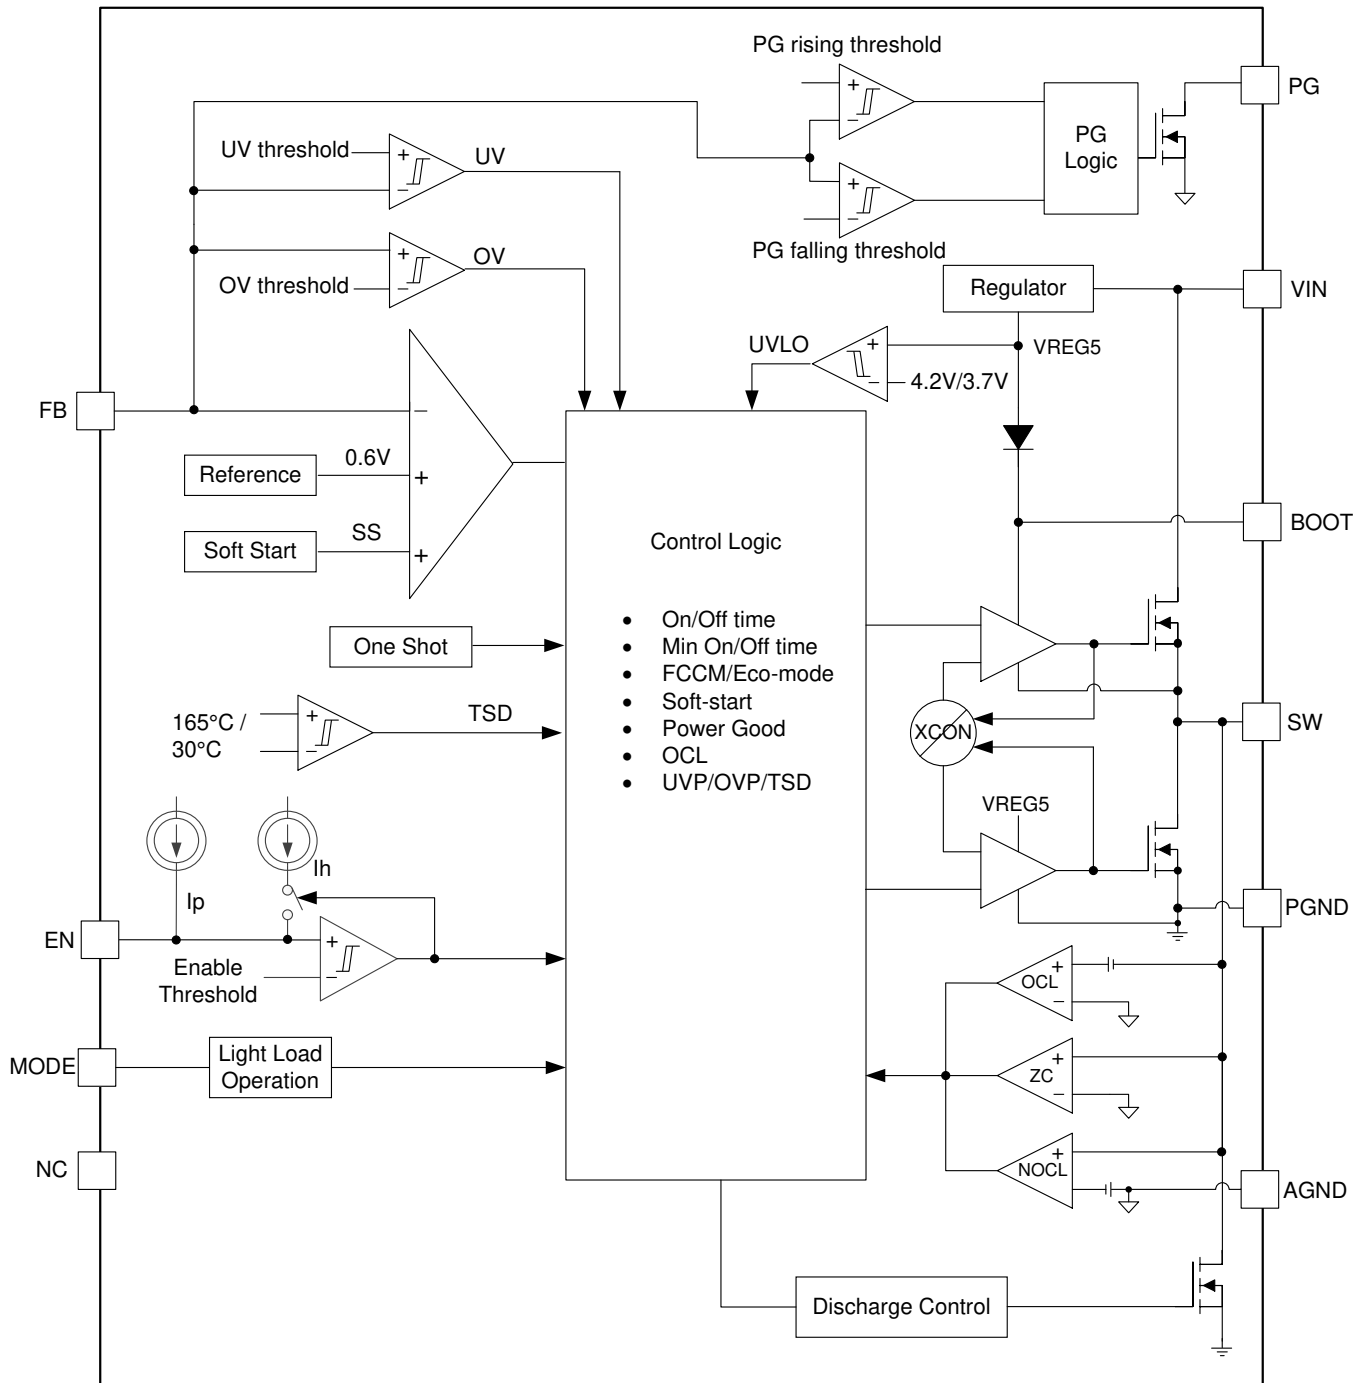 PG rising threshold
PG
PG
Logic
UV threshold
UV
PG falling threshold
OV
OV threshold
Regulator
VIN
UVLO
VREG5
4.2V/3.7V
FB
0.6V
Reference
SS
Soft Start
BOOT
Control Logic
• On/Off time
• Min On/Off time
• FCCM/Eco-mode
• Soft-start
• Power Good
• OCL
• UVP/OVP/TSD
One Shot
165°C /
30°C
TSD
XCON
SW
VREG5
Ip
Ih
EN
Enable
Threshold
PGND
OCL
MODE
Light Load
Operation
ZC
NC
NOCL
AGND
Discharge Control